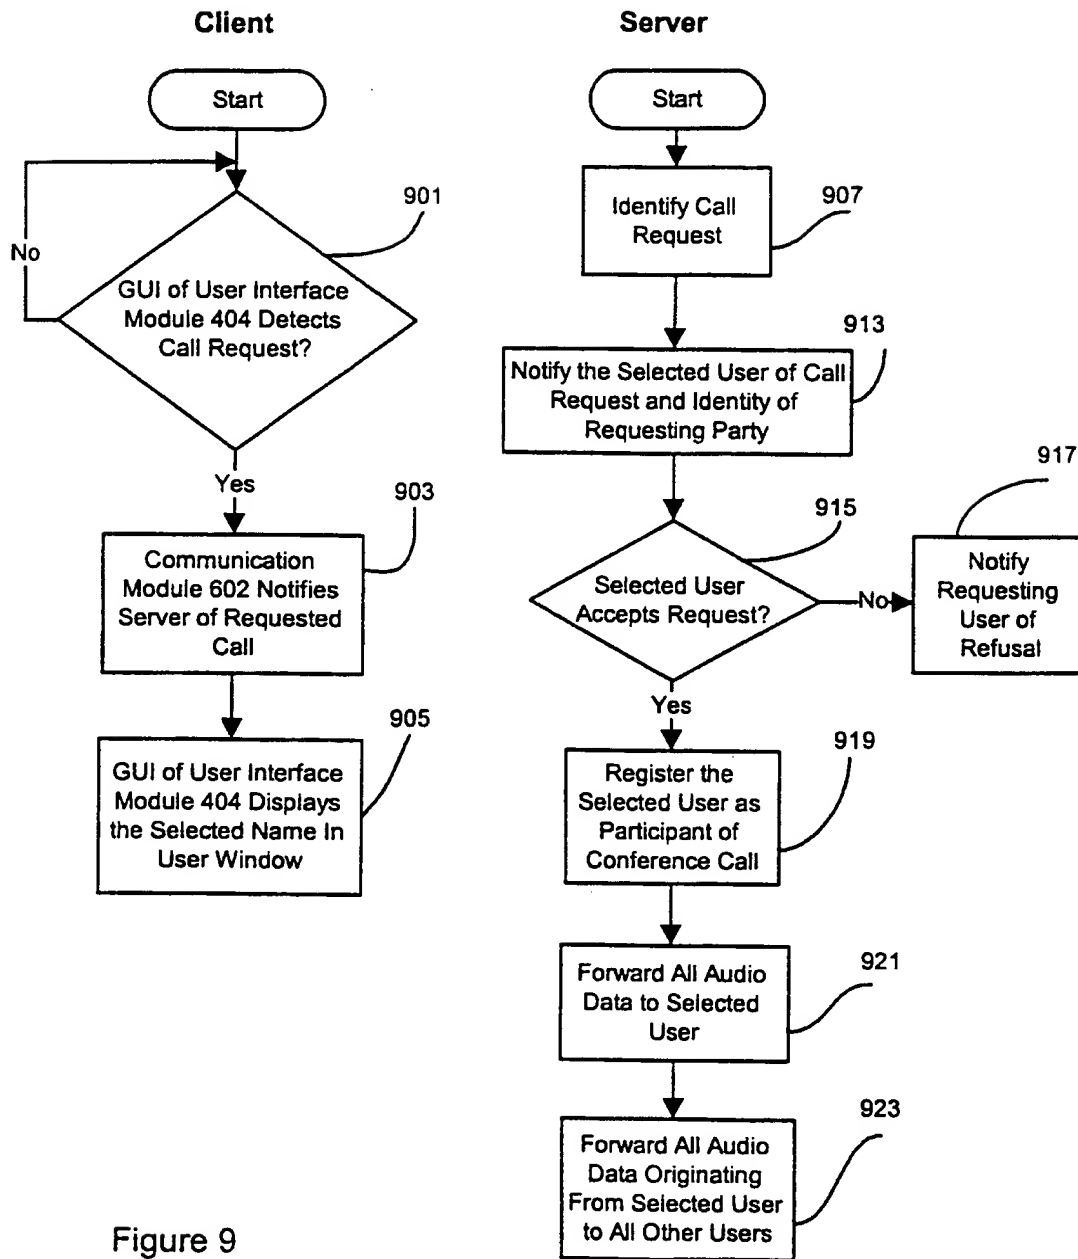 Client
Start
901
No
GUI of User Interface
Module 404 Detects
Call Request?
Yes
903
Communication
Module 602 Notifies
Server of Requested
Call
905
GUI of User Interface
Module 404 Displays
the Selected Name In
User Window
Server
Start
907
Identify Call
Request
913
Notify the Selected User of Call
Request and Identity of
Requesting Party
915
Selected User
Accepts Request?
No
917
Notify
Requesting
User of
Refusal
Yes
919
Register the
Selected User as
Participant of
Conference Call
921
Forward All Audio
Data to Selected
User
923
Forward All Audio
Data Originating
From Selected User
to All Other Users
Figure 9